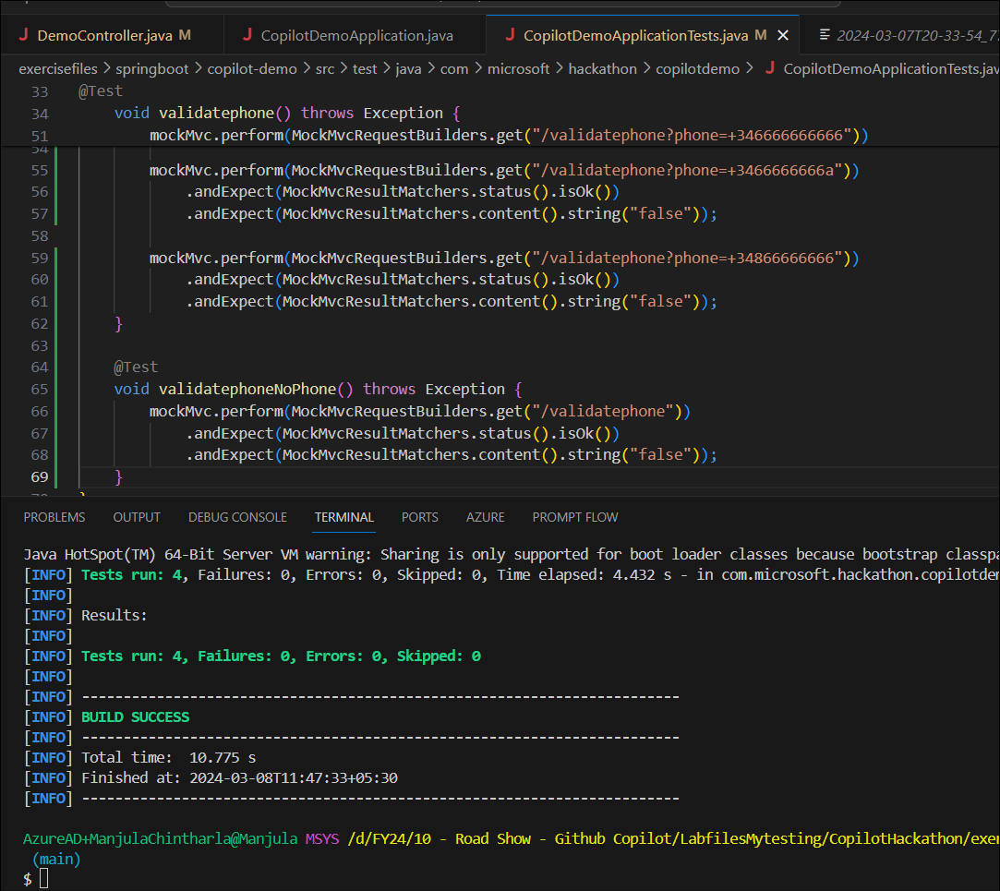 J DemoController.java M J CopilotDemoApplication.java J CopilotDemoApplicationTests.java M × 2024-03-07T20-33-54_7
exercisefiles > springboot > copilot-demo > src > test > java > com > microsoft > hackathon > copilotdemo > J CopilotDemoApplicationTests.jav
33 @Test
34 void validatephone() throws Exception {
51 mockMvc.perform(MockMvcRequestBuilders.get("/validatephone?phone=+346666666666"))
54
55 mockMvc.perform(MockMvcRequestBuilders.get("/validatephone?phone=+3466666666a"))
56 .andExpect(MockMvcResultMatchers.status().isOk())
57 .andExpect(MockMvcResultMatchers.content().string("false"));
58
59 mockMvc.perform(MockMvcRequestBuilders.get("/validatephone?phone=+34866666666"))
60 .andExpect(MockMvcResultMatchers.status().isOk())
61 .andExpect(MockMvcResultMatchers.content().string("false"));
62 }
63
64 @Test
65 void validatephoneNoPhone() throws Exception {
66 mockMvc.perform(MockMvcRequestBuilders.get("/validatephone"))
67 .andExpect(MockMvcResultMatchers.status().isOk())
68 .andExpect(MockMvcResultMatchers.content().string("false"));
69 }
PROBLEMS OUTPUT DEBUG CONSOLE TERMINAL PORTS AZURE PROMPT FLOW
Java HotSpot(TM) 64-Bit Server VM warning: Sharing is only supported for boot loader classes because bootstrap classpa
[INFO] Tests run: 4, Failures: 0, Errors: 0, Skipped: 0, Time elapsed: 4.432 s - in com.microsoft.hackathon.copilotdem
[INFO]
[INFO] Results:
[INFO]
[INFO] Tests run: 4, Failures: 0, Errors: 0, Skipped: 0
[INFO]
[INFO] ------------------------------------------------------------------------
[INFO] BUILD SUCCESS
[INFO] ------------------------------------------------------------------------
[INFO] Total time: 10.775 s
[INFO] Finished at: 2024-03-08T11:47:33+05:30
[INFO] ------------------------------------------------------------------------
AzureAD+ManjulaChintharla@Manjula MSYS /d/FY24/10 - Road Show - Github Copilot/LabfilesMytesting/CopilotHackathon/exer
(main)
$